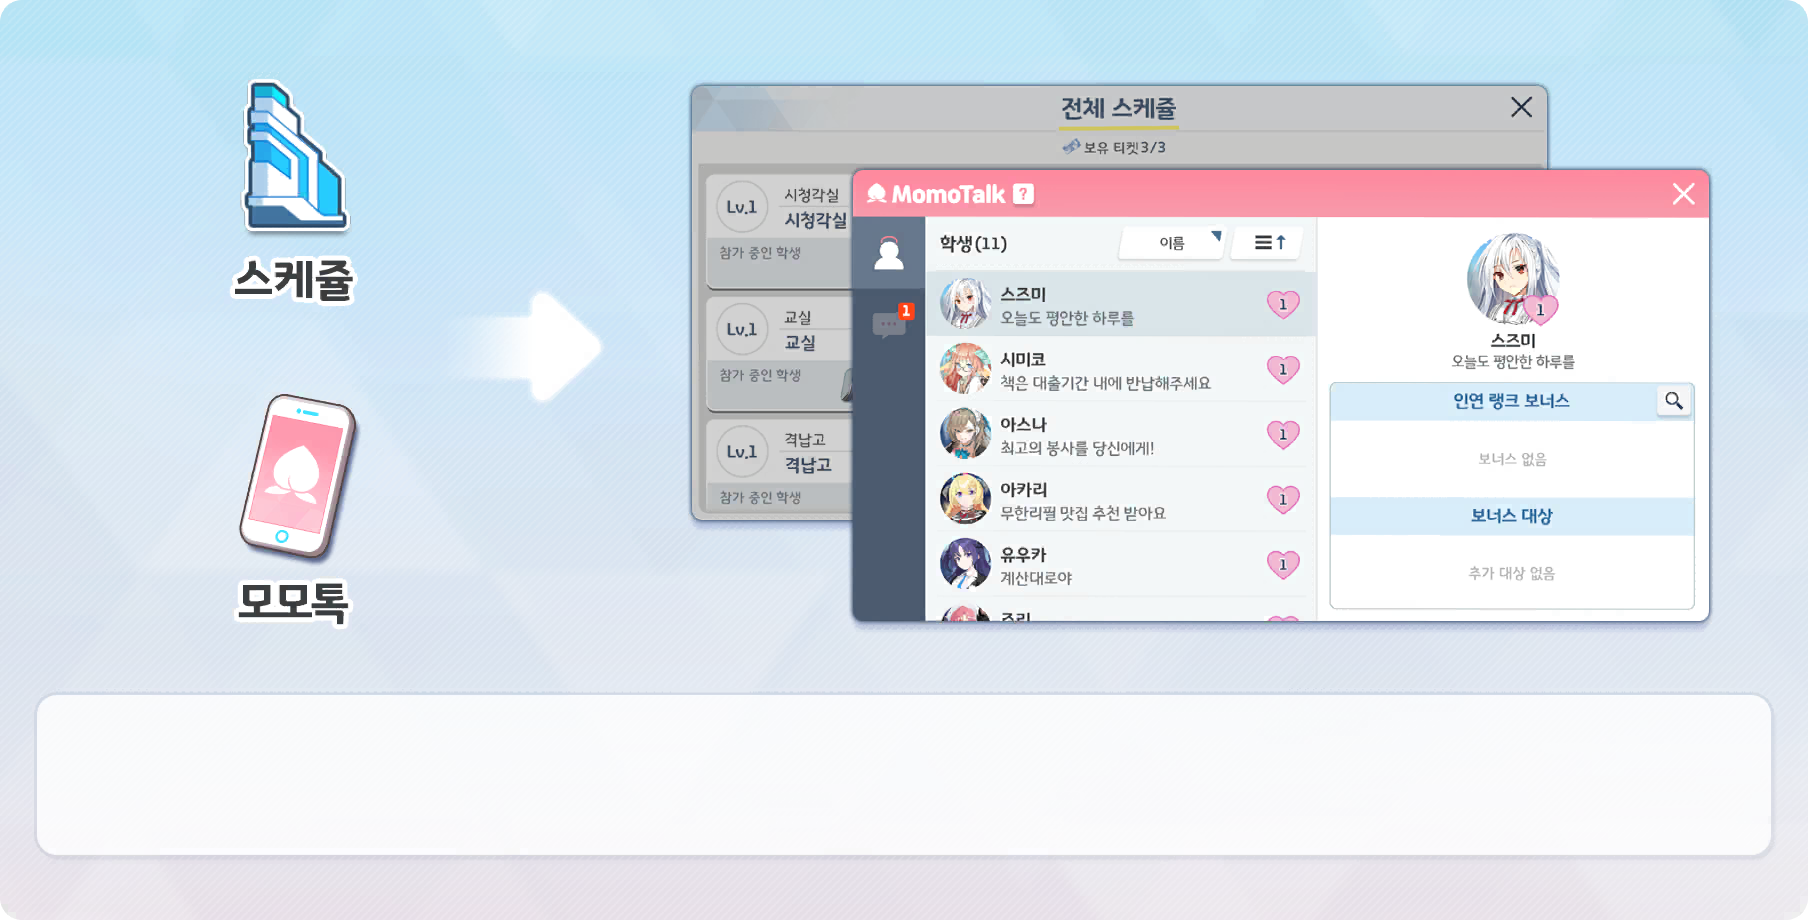 스케줄
모모톡
전체 스케줄
보유 티켓 3/3
Lv.1
시청각실
시청각실
참가 중인 학생
Lv.1
교실
교실
참가 중인 학생
Lv.1
격납고
격납고
참가 중인 학생
MomoTalk ?
1
학생(11)
이름
스즈미
오늘도 평안한 하루를
1
시미코
책은 대출기간 내에 반납해주세요
1
아스나
최고의 봉사를 당신에게!
1
아카리
무한리필 맛집 추천 받아요
1
유우카
계산대로야
1
1
스즈미
오늘도 평안한 하루를
인연 랭크 보너스
보너스 없음
보너스 대상
추가 대상 없음